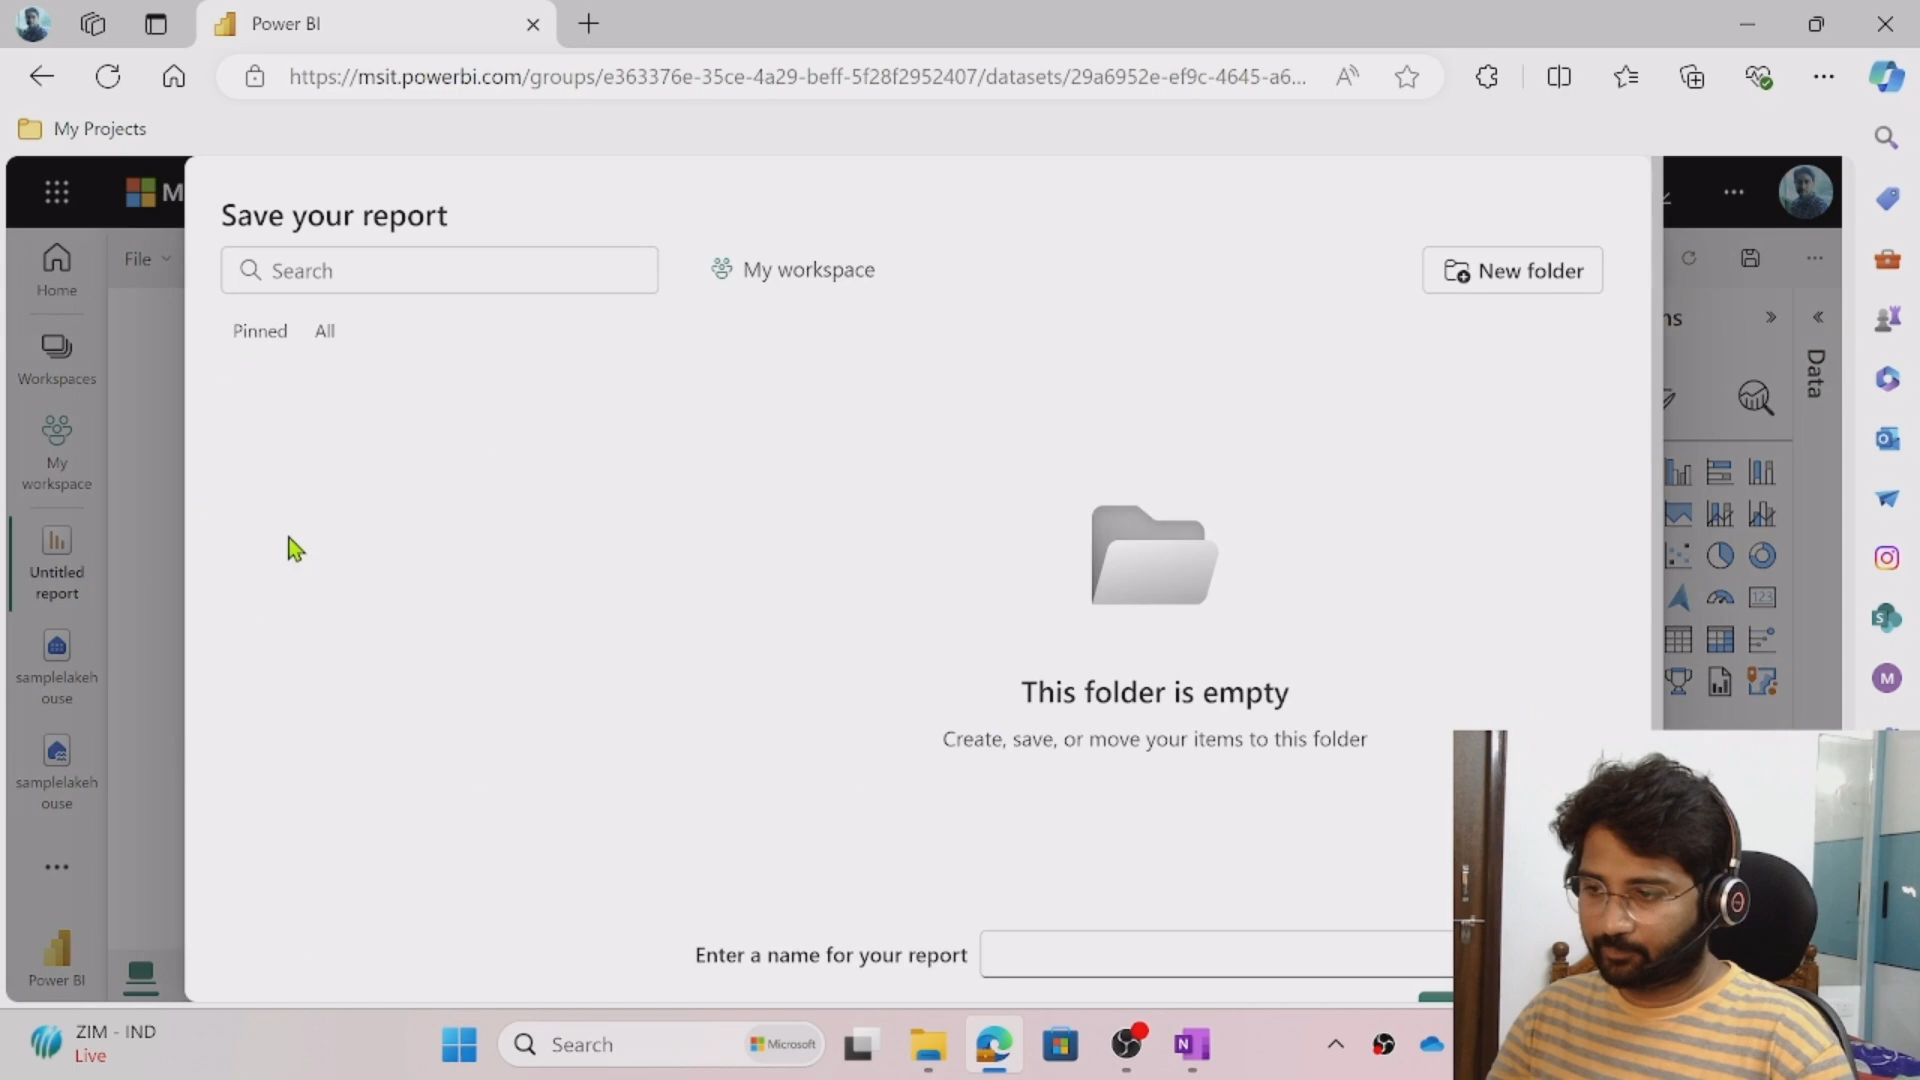 Power BI
https://msit.powerbi.com/groups/e363376e-35ce-4a29-beff-5f28f2952407/datasets/29a6952e-ef9c-4645-a6...
My Projects
M
Save your report
Search
My workspace
New folder
File
Home
Pinned All
ns
Data
Workspaces
My
workspace
Untitled
report
123
samplelakeh
ouse
This folder is empty
Create, save, or move your items to this folder
M
samplelakeh
ouse
Enter a name for your report
Power BI
ZIM - IND
Live
Search
Microsoft